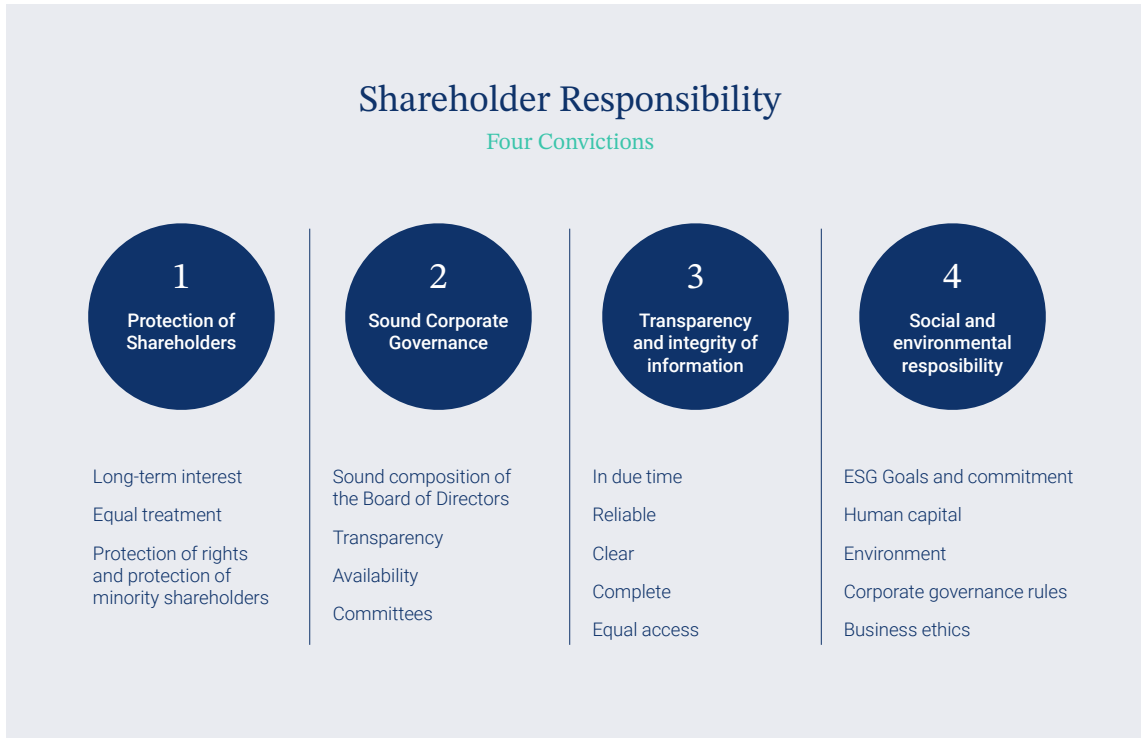 Shareholder Responsibility
Four Convictions
1
Protection of
Shareholders
Long-term interest
Equal treatment
Protection of rights
and protection of
minority shareholders
2
Sound Corporate
Governance
Sound composition of
the Board of Directors
Transparency
Availability
Committees
3
Transparency
and integrity of
information
In due time
Reliable
Clear
Complete
Equal access
4
Social and
environmental
resposibility
ESG Goals and commitment
Human capital
Environment
Corporate governance rules
Business ethics